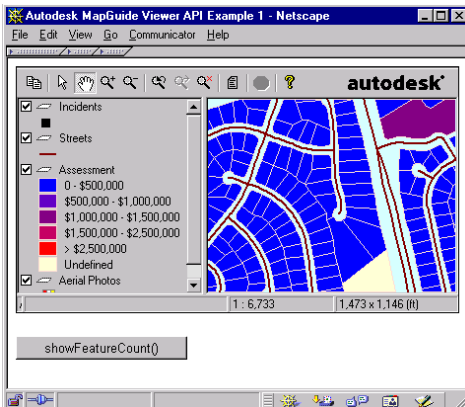 Autodesk MapGuide Viewer API Example 1 - Netscape
File Edit View Go Communicator Help
autodesk
Incidents
Streets
Assessment
0 - $500,000
$500,000 - $1,000,000
$1,000,000 - $1,500,000
$1,500,000 - $2,500,000
> $2,500,000
Undefined
Aerial Photos
1 : 6,733
1,473 x 1,146 (ft)
showFeatureCount()